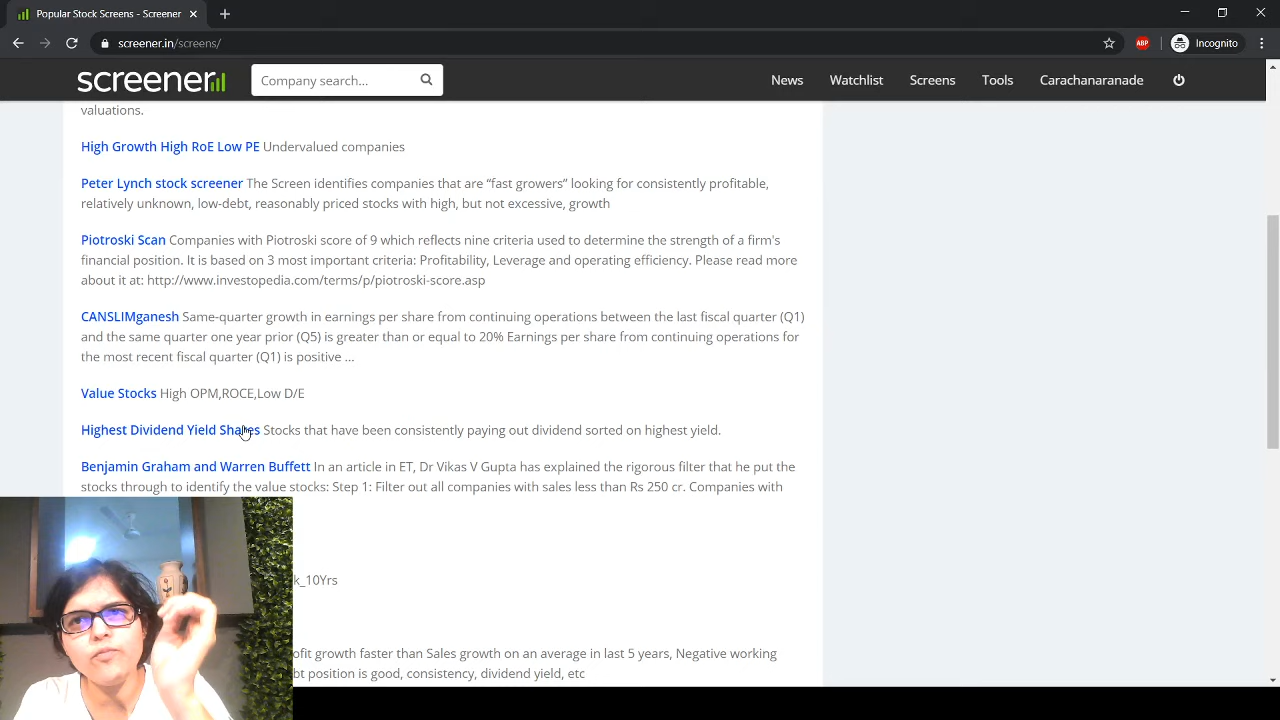 Popular Stock Screens - Screener
screener.in/screens/
ABP
Incognito
screener
Company search...
News
Watchlist
Screens
Tools
Carachanaranade
valuations.
High Growth High RoE Low PE Undervalued companies
Peter Lynch stock screener The Screen identifies companies that are “fast growers” looking for consistently profitable,
relatively unknown, low-debt, reasonably priced stocks with high, but not excessive, growth
Piotroski Scan Companies with Piotroski score of 9 which reflects nine criteria used to determine the strength of a firm's
financial position. It is based on 3 most important criteria: Profitability, Leverage and operating efficiency. Please read more
about it at: http://www.investopedia.com/terms/p/piotroski-score.asp
CANSLIMganesh Same-quarter growth in earnings per share from continuing operations between the last fiscal quarter (Q1)
and the same quarter one year prior (Q5) is greater than or equal to 20% Earnings per share from continuing operations for
the most recent fiscal quarter (Q1) is positive ...
Value Stocks High OPM,ROCE,Low D/E
Highest Dividend Yield Shares Stocks that have been consistently paying out dividend sorted on highest yield.
Benjamin Graham and Warren Buffett In an article in ET, Dr Vikas V Gupta has explained the rigorous filter that he put the
stocks through to identify the value stocks: Step 1: Filter out all companies with sales less than Rs 250 cr. Companies with
k_10Yrs
ofit growth faster than Sales growth on an average in last 5 years, Negative working
bt position is good, consistency, dividend yield, etc